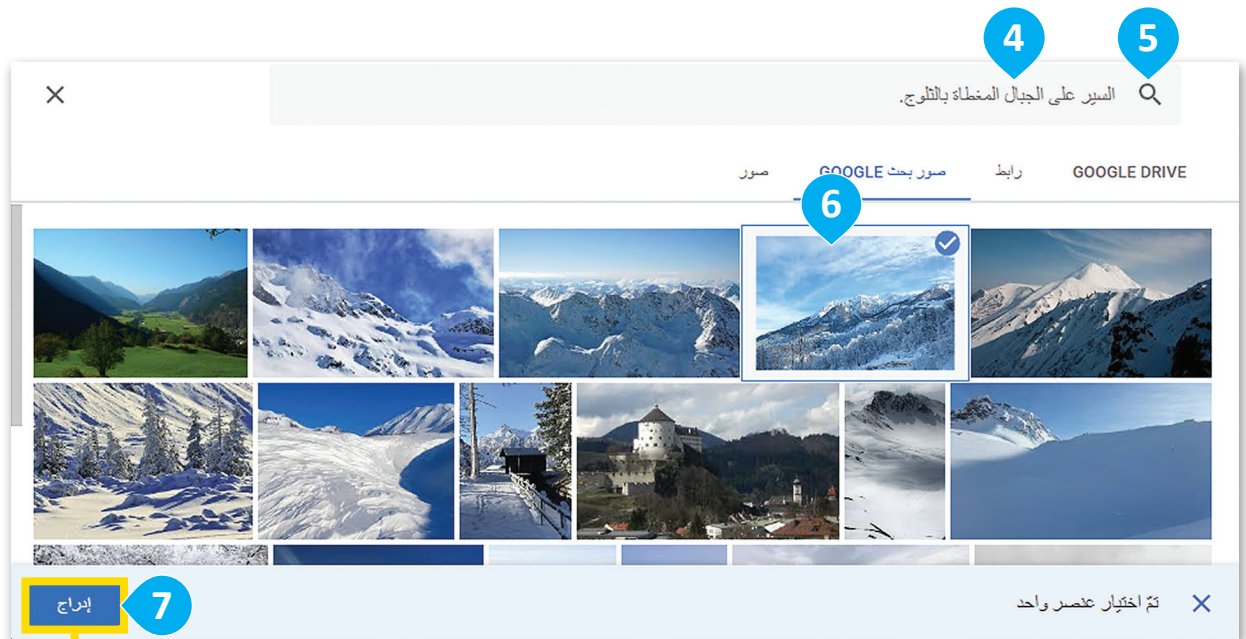 5 4
السير على الجبال المغطاة بالثلوج.
GOOGLE DRIVE رابط صور بحث GOOGLE صور
6
تمّ اختيار عنصر واحد
7 إدراج